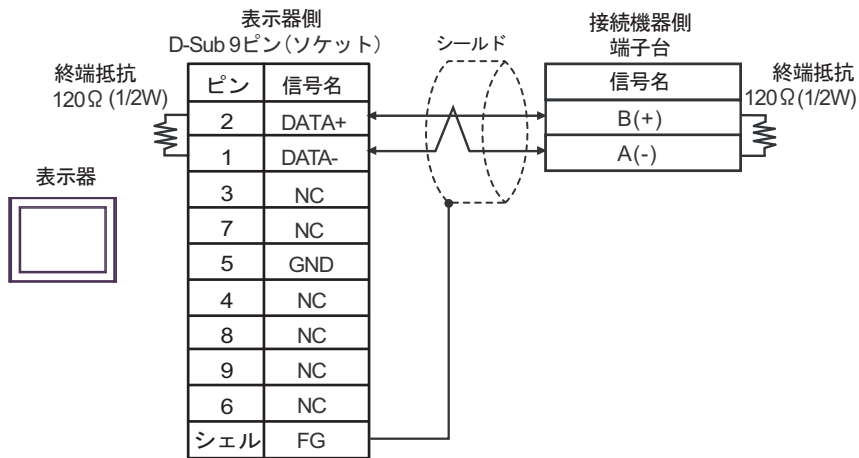 表示器側
D-Sub 9ピン(ソケット)
シールド
接続機器側
端子台
終端抵抗
120Ω (1/2W)
ピン 信号名
2 DATA+
1 DATA-
3 NC
7 NC
5 GND
4 NC
8 NC
9 NC
6 NC
シェル FG
表示器
信号名
B(+)
A(-)
終端抵抗
120Ω (1/2W)